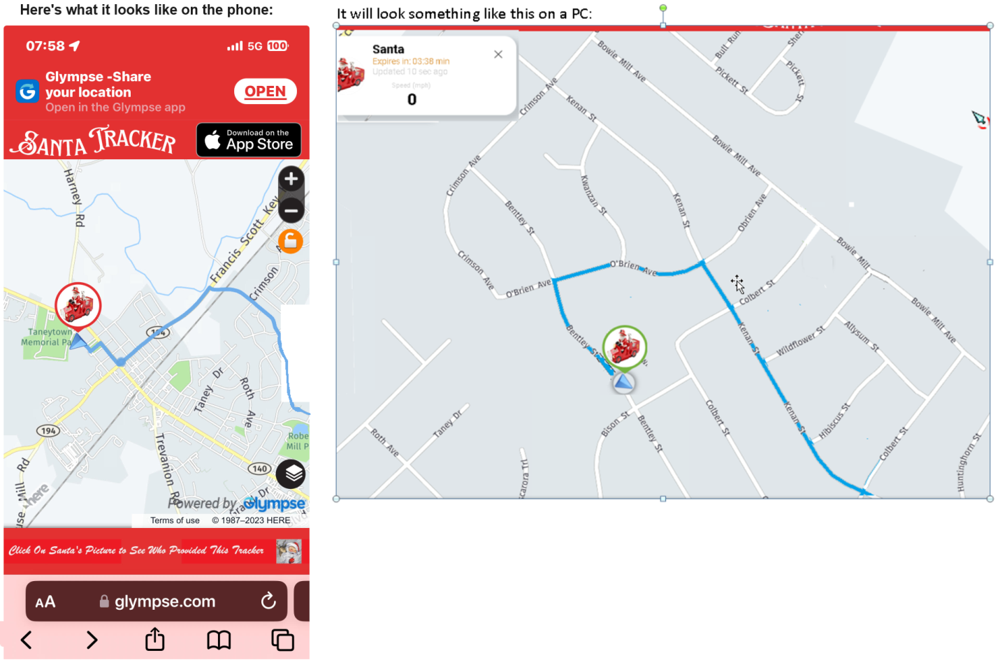 Here's what it looks like on the phone:
07:58
5G 100
Glympse -Share
your location
Open in the Glympse app
OPEN
SANTA TRACKER
Download on the
App Store
Harney Rd
Francis Scott Key
Crimson
Taneytown
Memorial Pa
194
Taney Dr
Roth Ave
194
Trevanion Rd
Robe
Mill P
140
Mill Rd
here
Powered by Glympse
Terms of use © 1987–2023 HERE
Click On Santa's Picture to See Who Provided This Tracker
AA glympse.com
It will look something like this on a PC:
Santa
Expires in: 03:38 min
Updated 10 sec ago
Speed (mph)
0
Bowie Mill Ave
Bull Run
Sher
Pickett St
Pickett St
Crimson Ave
Kenan St
Bowie Mill Ave
Crimson Ave
Kwanzan St
Kenan St
Obrien Ave
Bentley St
Bowie Mill
Crimson Ave
O'Brien Ave
O'Brien Ave
Colbert St
Bowie Mill Ave
Bentley St
Kenan St
Wildflower St
Allysum St
Kenan St
Hibiscus St
Colbert St
Bison St
Bentley St
Colbert St
Taney Dr
Roth Ave
scarora Tl
Huntinghorn St